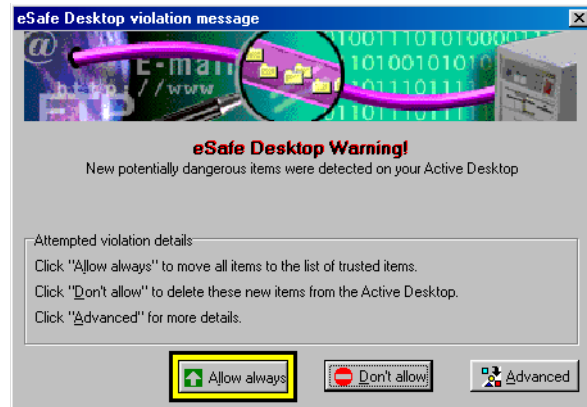 eSafe Desktop violation message
@
E-mail
http://www
FTP
eSafe Desktop Warning!
New potentially dangerous items were detected on your Active Desktop
Attempted violation details
Click "Allow always" to move all items to the list of trusted items.
Click "Don't allow" to delete these new items from the Active Desktop.
Click "Advanced" for more details.
Allow always
Don't allow
Advanced